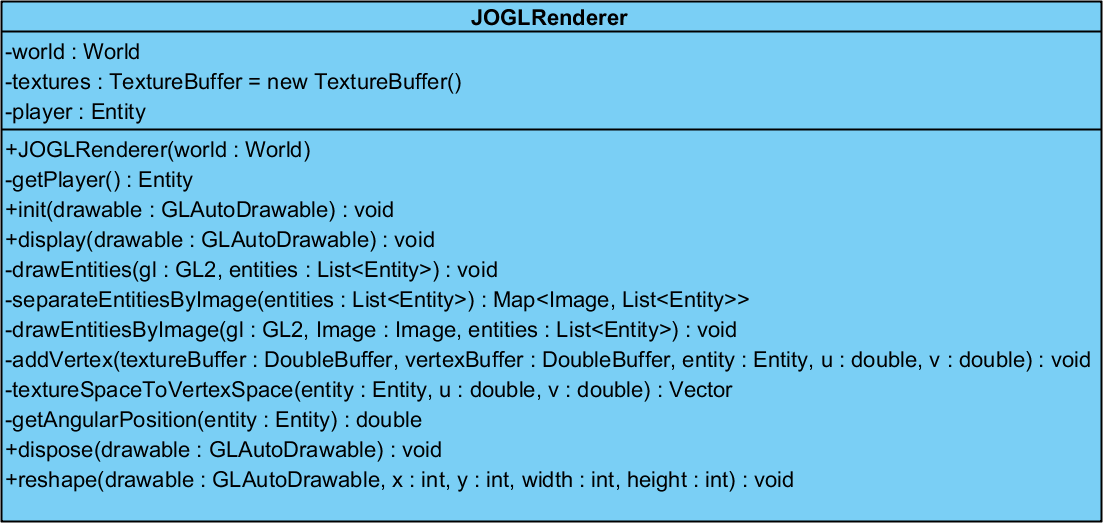 JOGLRenderer
-world : World
-textures : TextureBuffer = new TextureBuffer()
-player : Entity
+JOGLRenderer(world : World)
-getPlayer() : Entity
+init(drawable : GLAutoDrawable) : void
+display(drawable : GLAutoDrawable) : void
-drawEntities(gl : GL2, entities : List<Entity>) : void
-separateEntitiesByImage(entities : List<Entity>) : Map<Image, List<Entity>>
-drawEntitiesByImage(gl : GL2, Image : Image, entities : List<Entity>) : void
-addVertex(textureBuffer : DoubleBuffer, vertexBuffer : DoubleBuffer, entity : Entity, u : double, v : double) : void
-textureSpaceToVertexSpace(entity : Entity, u : double, v : double) : Vector
-getAngularPosition(entity : Entity) : double
+dispose(drawable : GLAutoDrawable) : void
+reshape(drawable : GLAutoDrawable, x : int, y : int, width : int, height : int) : void